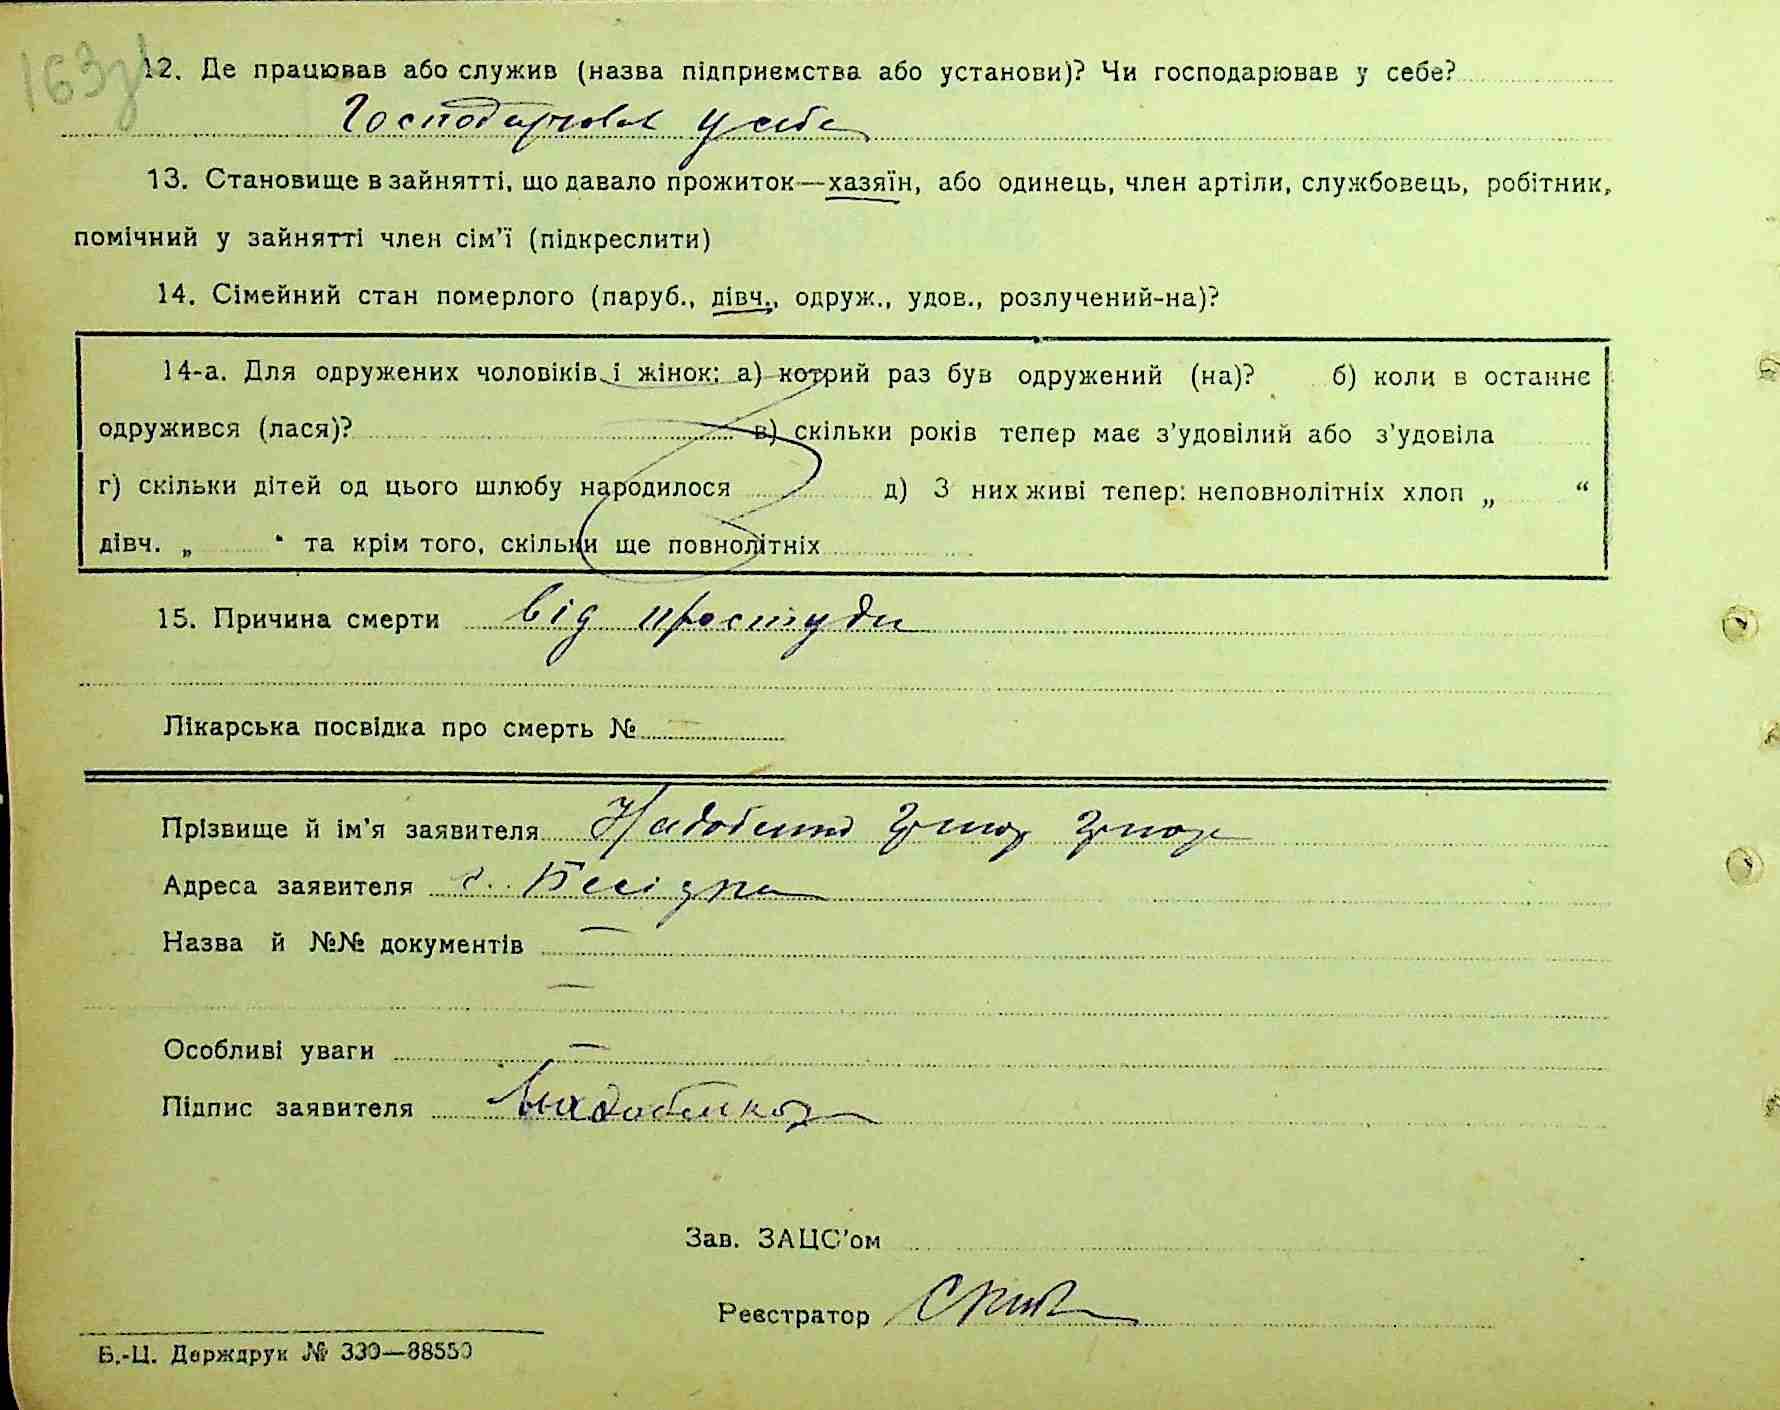 163
12. Де працював або служив (назва підприємства або установи)? Чи господарював у себе?
Господарював у себе
13. Становище в зайнятті, що давало прожиток—хазяїн, або одинець, член артіли, службовець, робітник,
помічний у зайнятті член сім’ї (підкреслити)
14. Сімейний стан померлого (паруб., дівч., одруж., удов., розлучений-на)?
14-а. Для одружених чоловіків і жінок: а) котрий раз був одружений (на)? б) коли в останнє
одружився (лася)? в) скільки років тепер має з’удовілий або з’удовіла
г) скільки дітей од цього шлюбу народилося д) З них живі тепер: неповнолітніх хлоп „ “
дівч. „ “ та крім того, скільки ще повнолітніх
15. Причина смерти від простуди
Лікарська посвідка про смерть № —
Прізвище й ім’я заявителя
Адреса заявителя с. Бесідка
Назва й №№ документів —
—
Особливі уваги —
Підпис заявителя
Зав. ЗАЦС’ом
Реєстратор
Б.-Ц. Держдрук № 330—88550